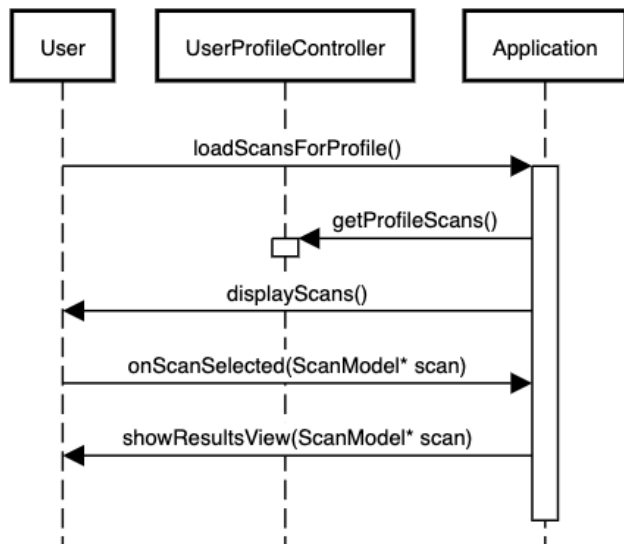 User
UserProfileController
Application
loadScansForProfile()
getProfileScans()
displayScans()
onScanSelected(ScanModel* scan)
showResultsView(ScanModel* scan)